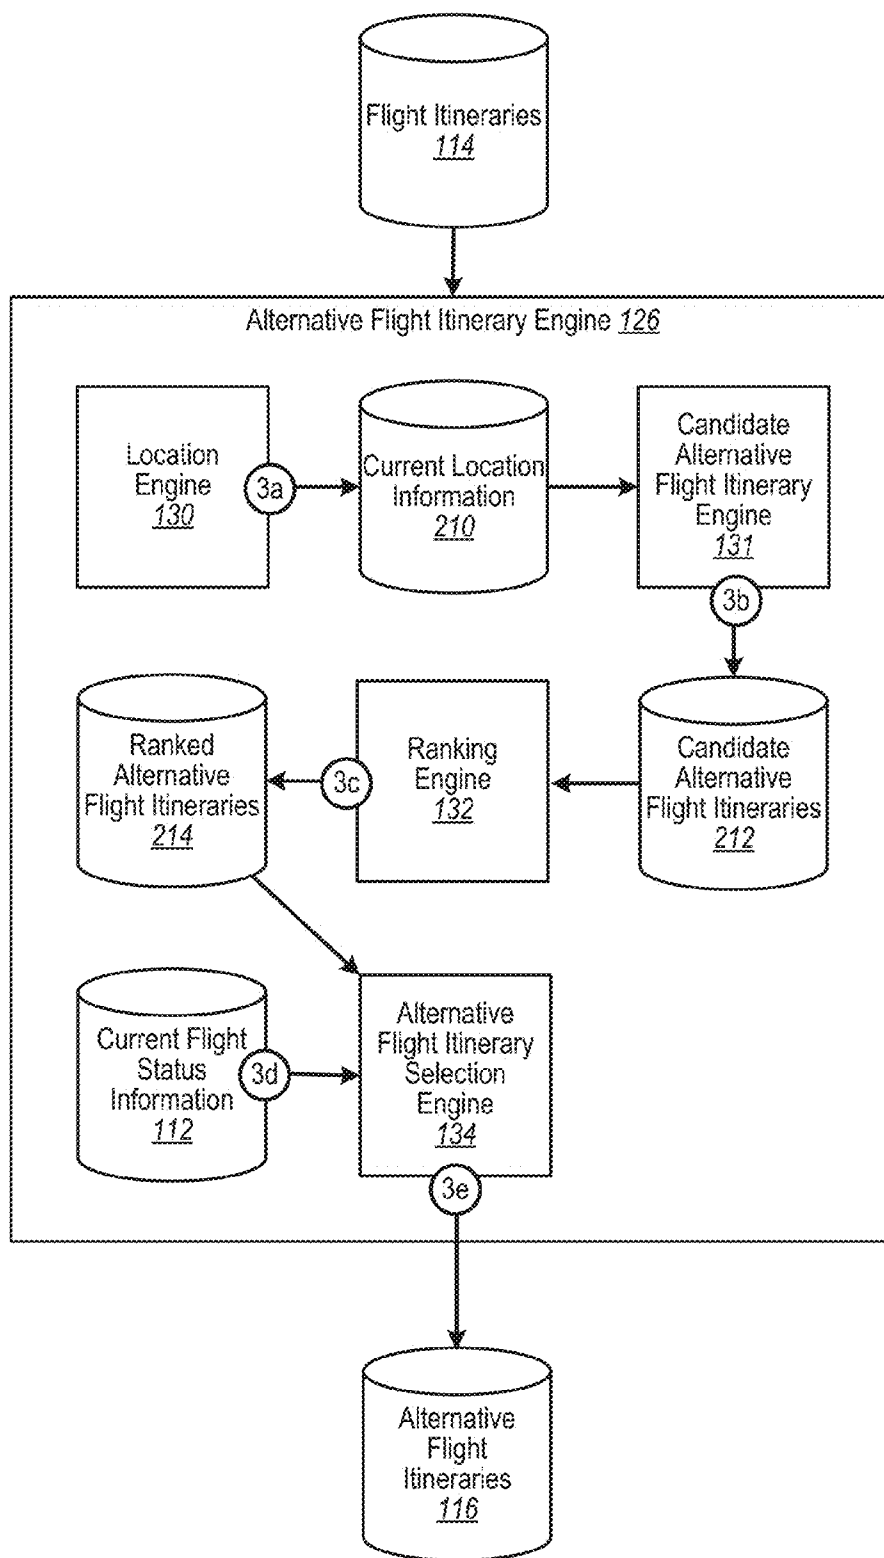 Flight Itineraries
114
Alternative Flight Itinerary Engine 126
Location
Engine
130
3a
Current Location
Information
210
Candidate
Alternative
Flight Itinerary
Engine
131
3b
Ranked
Alternative
Flight Itineraries
214
3c
Ranking
Engine
132
Candidate
Alternative
Flight Itineraries
212
Current Flight
Status
Information
112
3d
Alternative
Flight Itinerary
Selection
Engine
134
3e
Alternative
Flight
Itineraries
116